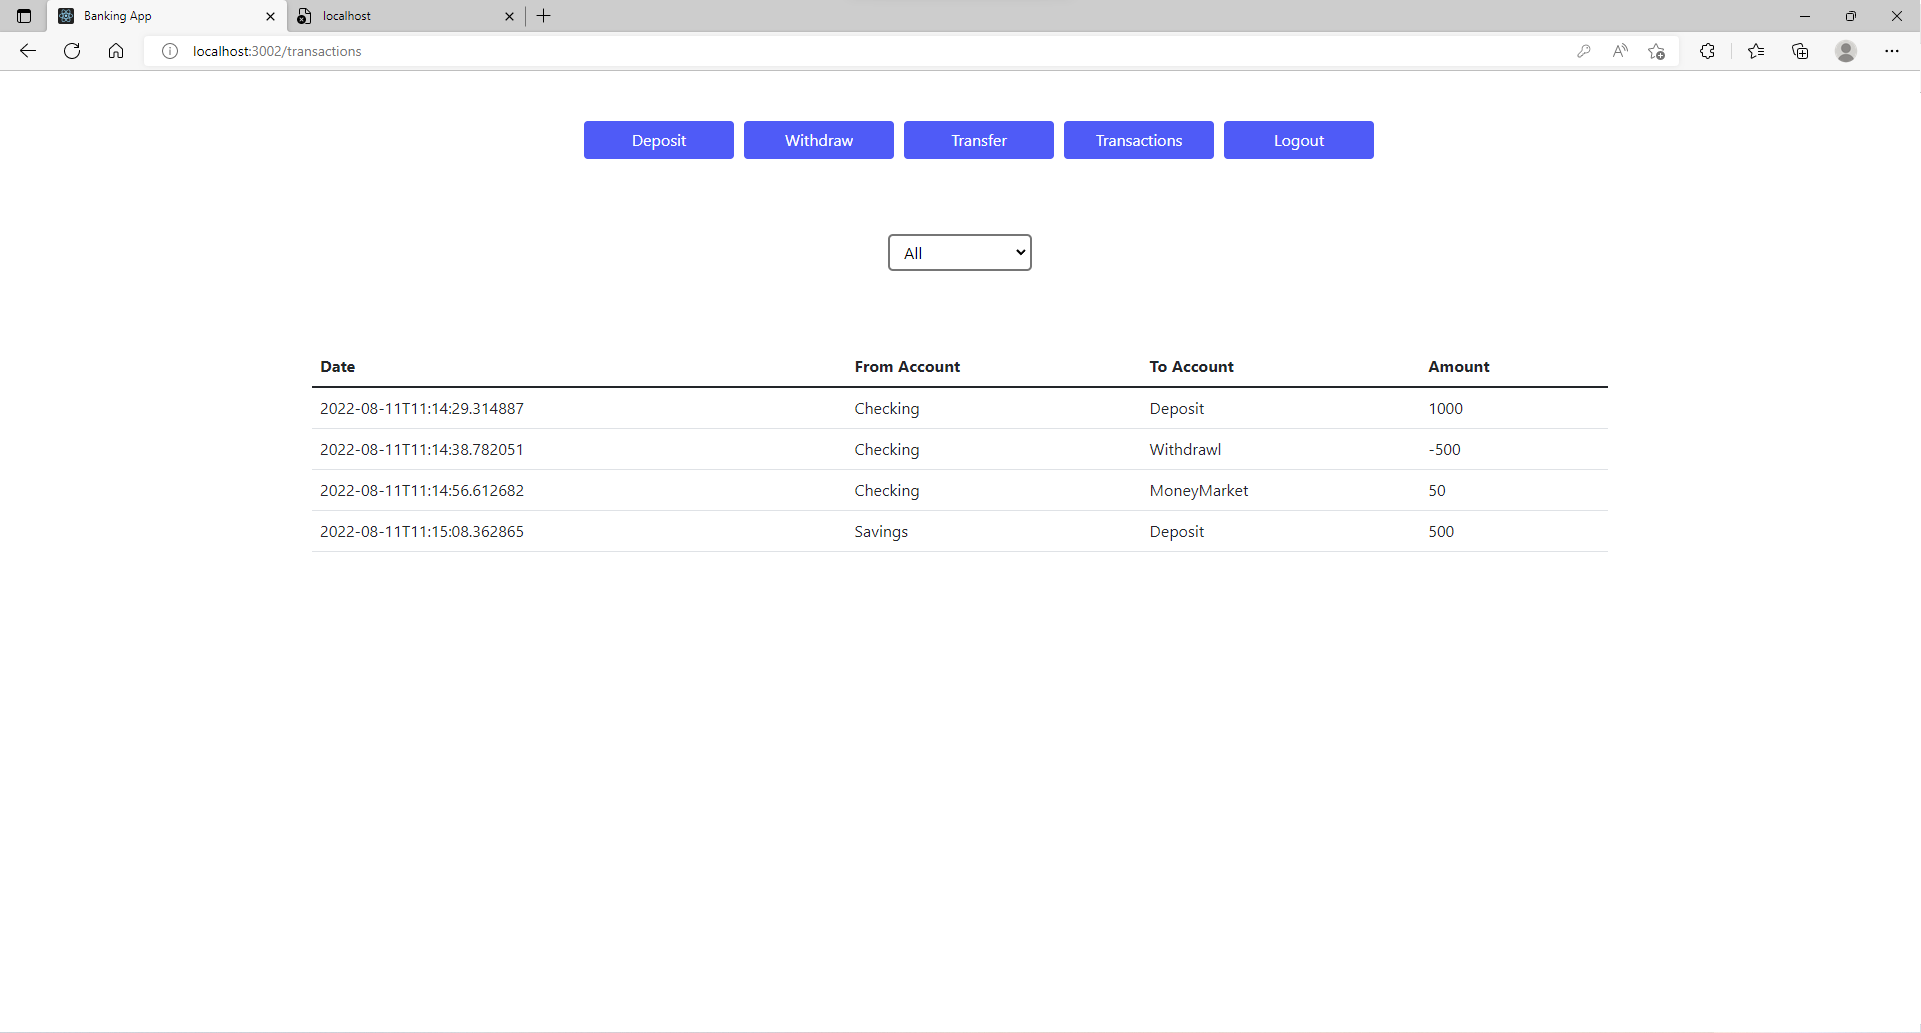 Banking App
localhost
localhost:3002/transactions
Deposit Withdraw Transfer Transactions Logout
All
Date From Account To Account Amount
2022-08-11T11:14:29.314887 Checking Deposit 1000
2022-08-11T11:14:38.782051 Checking Withdrawl -500
2022-08-11T11:14:56.612682 Checking MoneyMarket 50
2022-08-11T11:15:08.362865 Savings Deposit 500